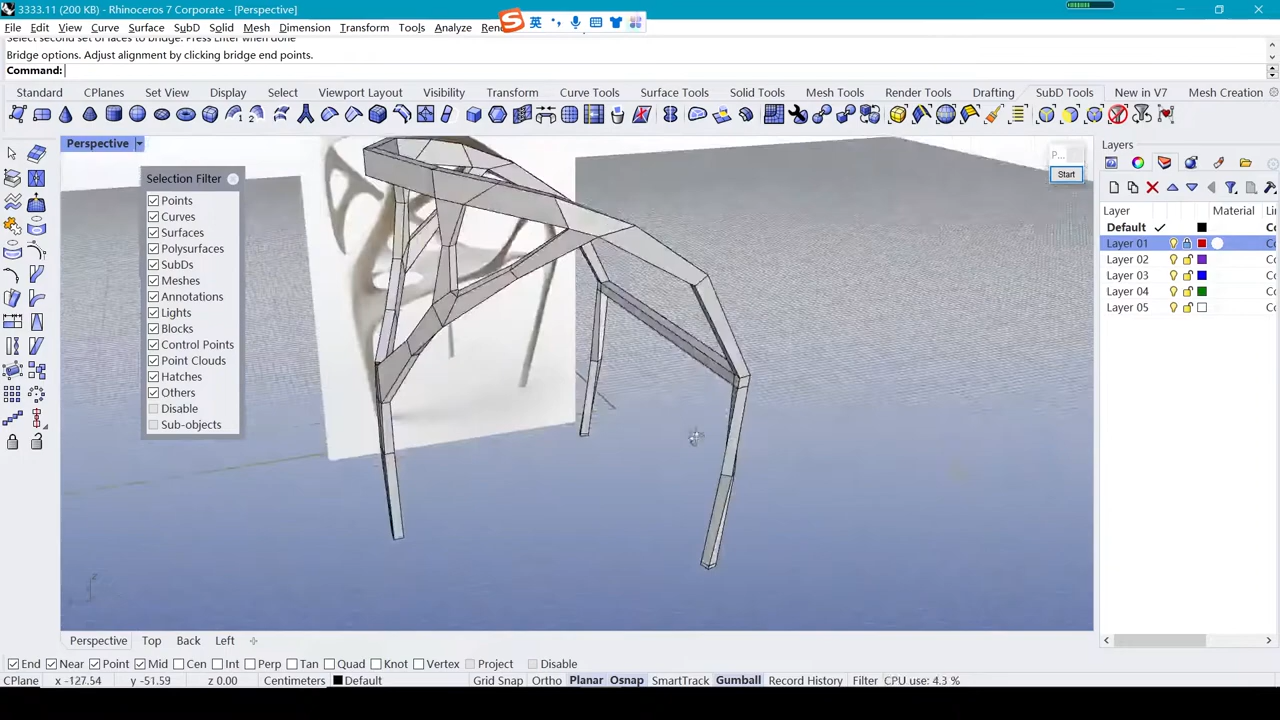 3333.11 (200 KB) - Rhinoceros 7 Corporate - [Perspective]
英
File Edit View Curve Surface SubD Solid Mesh Dimension Transform Tools Analyze
Bridge options. Adjust alignment by clicking bridge end points.
Command:
Standard CPlanes Set View Display Select Viewport Layout Visibility Transform Curve Tools Surface Tools Solid Tools Mesh Tools Render Tools Drafting SubD Tools New in V7 Mesh Creation
Perspective
Selection Filter
Points
Curves
Surfaces
Polysurfaces
SubDs
Meshes
Annotations
Lights
Blocks
Control Points
Point Clouds
Hatches
Others
Disable
Sub-objects
P...
Start
Layers
Layer Material
Default
Layer 01
Layer 02
Layer 03
Layer 04
Layer 05
Perspective Top Back Left
End Near Point Mid Cen Int Perp Tan Quad Knot Vertex Project Disable
CPlane x -127.54 y -51.59 z 0.00 Centimeters Default Grid Snap Ortho Planar Osnap SmartTrack Gumball Record History Filter CPU use: 4.3 %